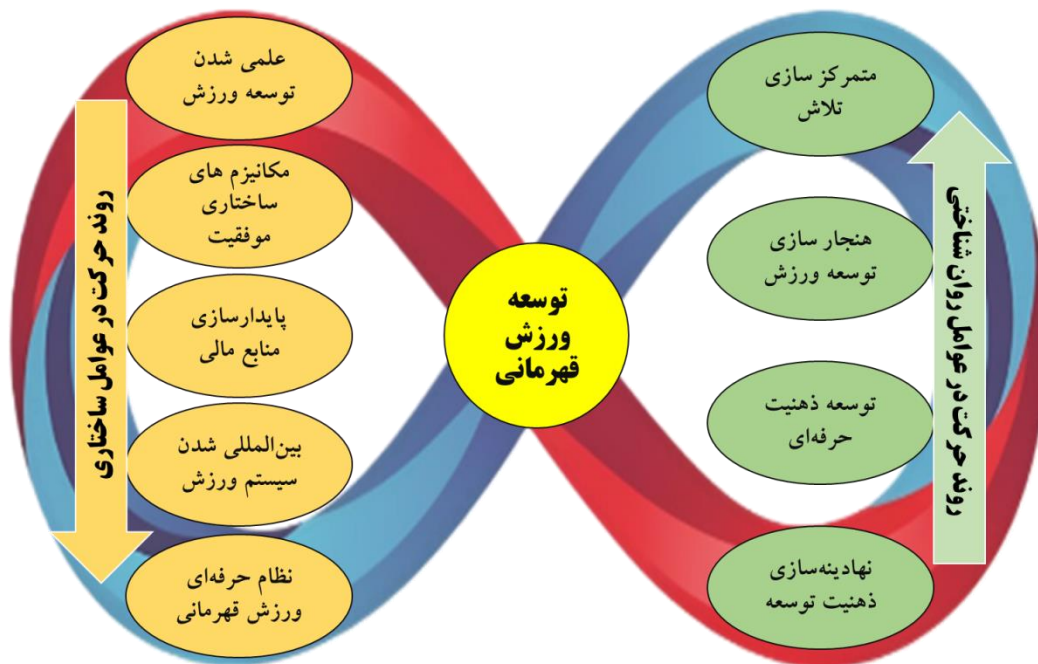 متمرکز سازی
تلاش
هنجار سازی
توسعه ورزش
توسعه ذهنیت
حرفه‌ای
نهادینه‌سازی
ذهنیت توسعه
روند حرکت در عوامل روان شناختی
توسعه
ورزش
قهرمانی
علمی شدن
توسعه ورزش
مکانیزم های
ساختاری
موفقیت
پایدارسازی
منابع مالی
بین‌المللی شدن
سیستم ورزش
نظام حرفه‌ای
ورزش قهرمانی
روند حرکت در عوامل ساختاری